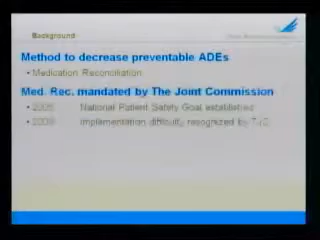 Background
Method to decrease preventable ADEs
• Medication Reconciliation
Med. Rec. mandated by The Joint Commission
• 2005 National Patient Safety Goal established
Implementation difficulty recognized by TJC